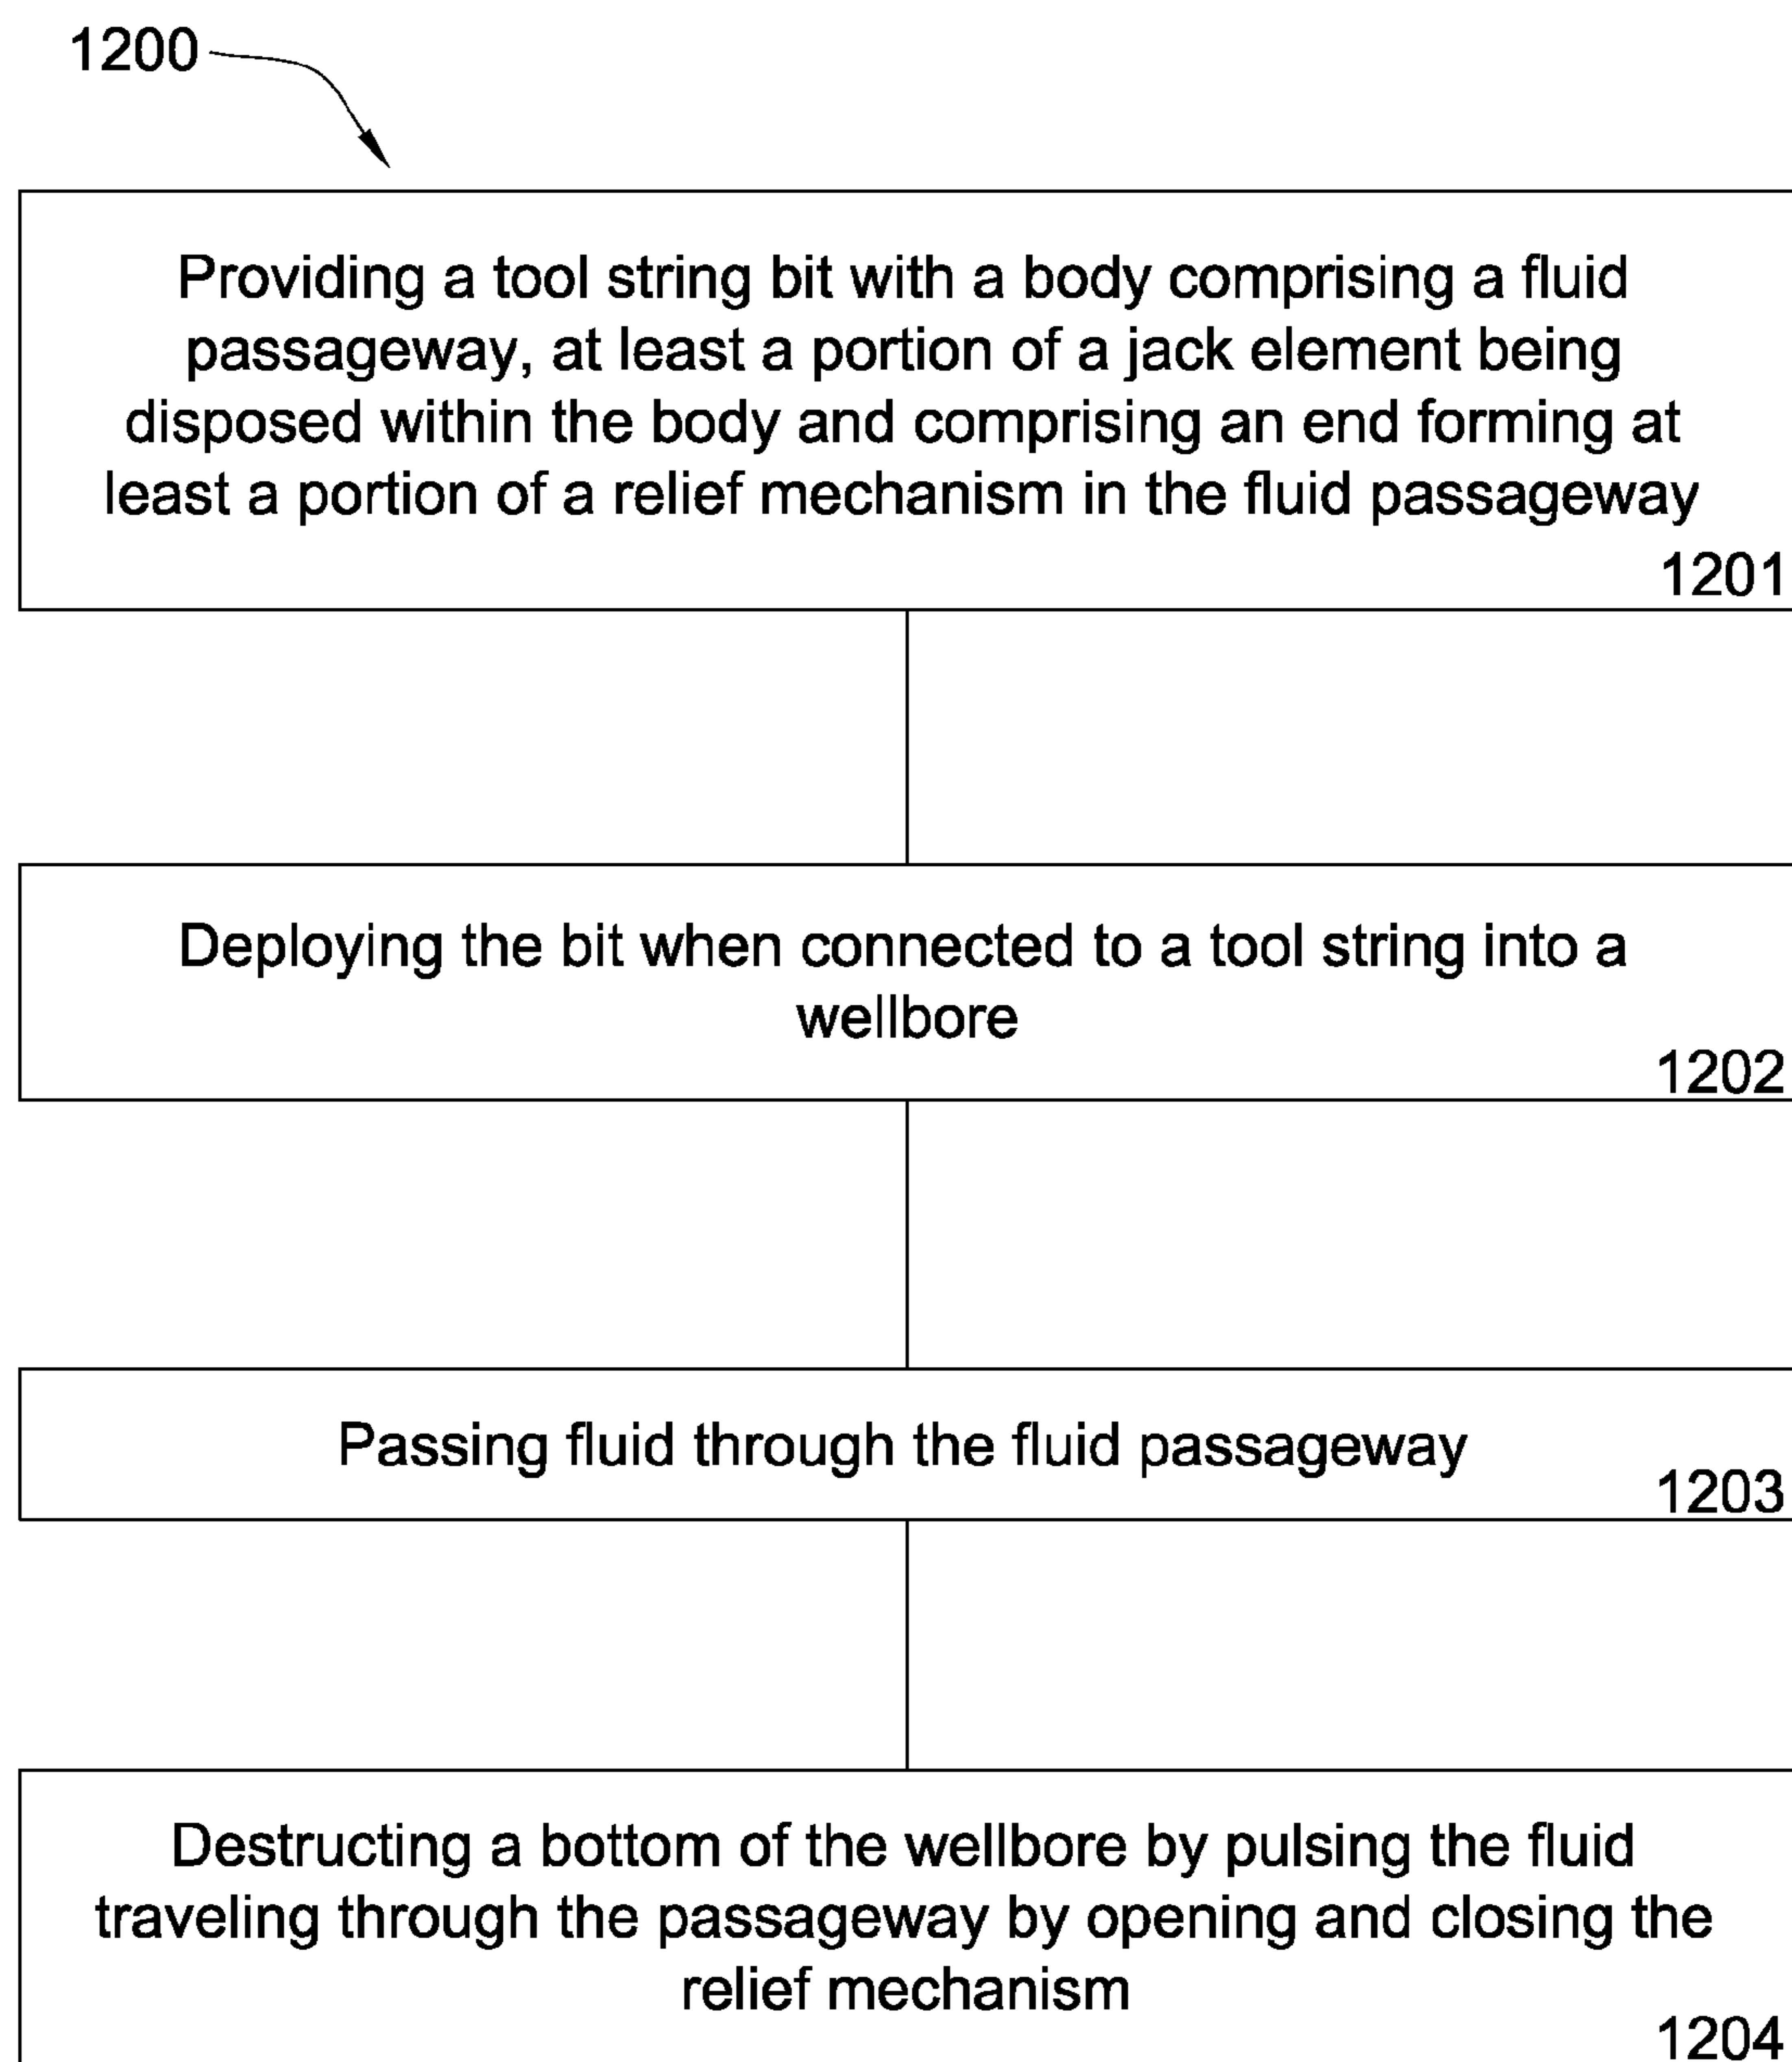 1200
Providing a tool string bit with a body comprising a fluid
passageway, at least a portion of a jack element being
disposed within the body and comprising an end forming at
least a portion of a relief mechanism in the fluid passageway
1201
Deploying the bit when connected to a tool string into a
wellbore
1202
Passing fluid through the fluid passageway
1203
Destructing a bottom of the wellbore by pulsing the fluid
traveling through the passageway by opening and closing the
relief mechanism
1204